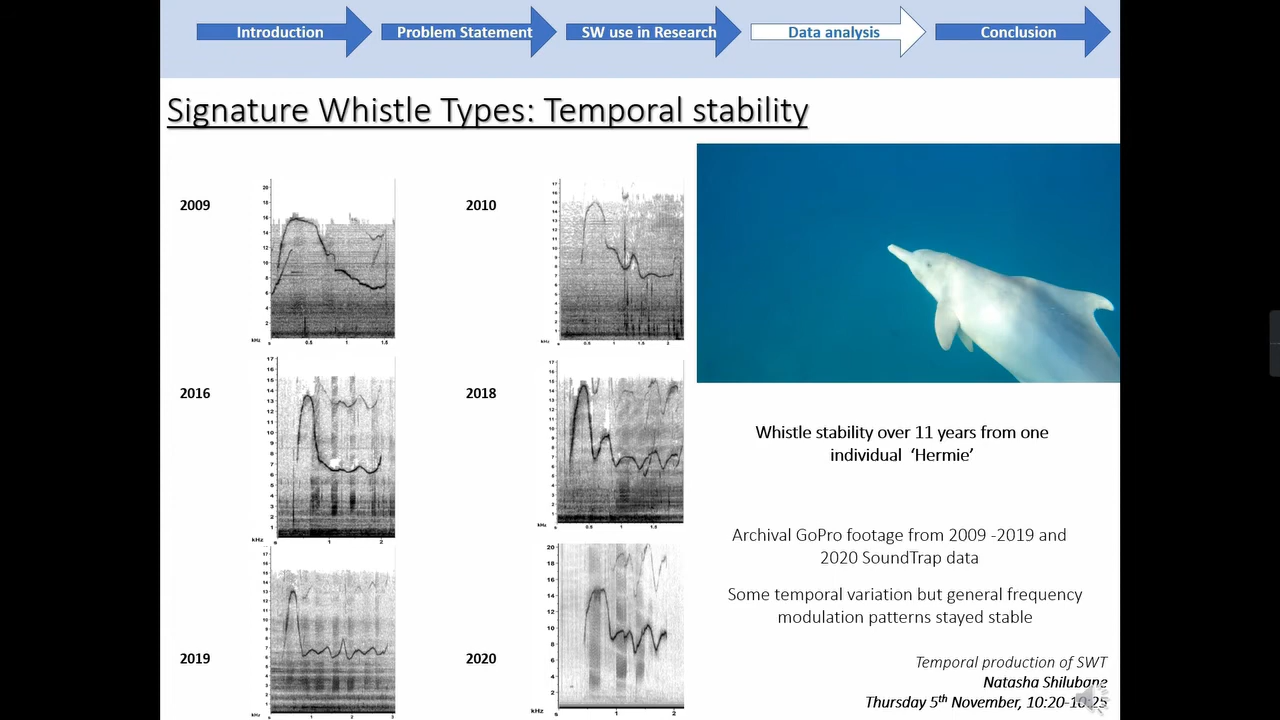 Introduction
Problem Statement
SW use in Research
Data analysis
Conclusion
Signature Whistle Types: Temporal stability
2009
2010
2016
2018
2019
2020
Whistle stability over 11 years from one
individual ‘Hermie’
Archival GoPro footage from 2009 -2019 and
2020 SoundTrap data
Some temporal variation but general frequency
modulation patterns stayed stable
Temporal production of SWT
Natasha Shilubane
Thursday 5th November, 10:20-10:25